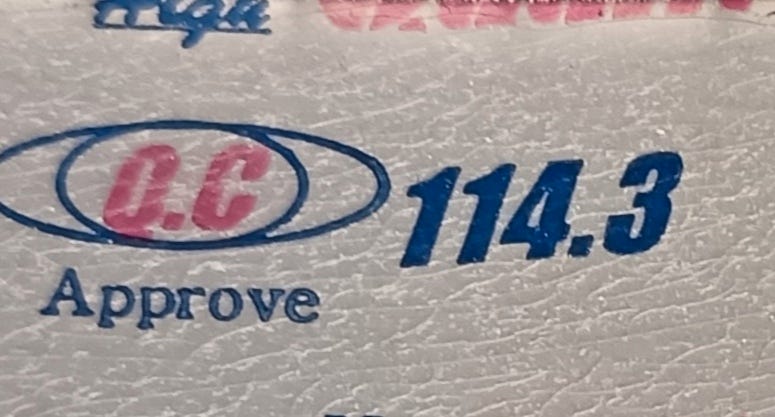 High
Q.C 114.3
Approve